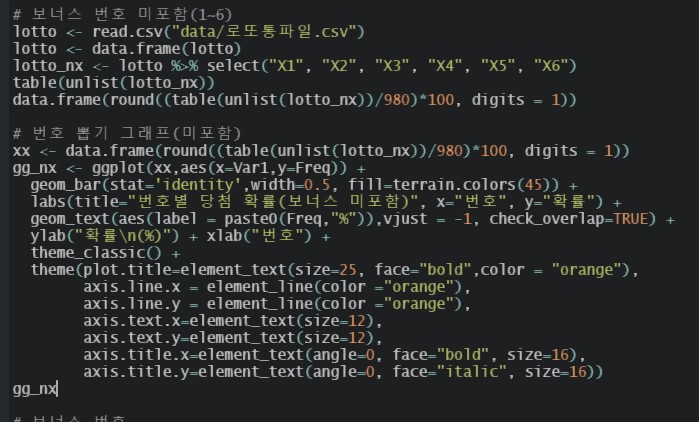 # 보너스 번호 미포함(1~6)
lotto <- read.csv("data/로또통파일.csv")
lotto <- data.frame(lotto)
lotto_nx <- lotto %>% select("X1", "X2", "X3", "X4", "X5", "X6")
table(unlist(lotto_nx))
data.frame(round((table(unlist(lotto_nx))/980)*100, digits = 1))
# 번호 뽑기 그래프(미포함)
xx <- data.frame(round((table(unlist(lotto_nx))/980)*100, digits = 1))
gg_nx <- ggplot(xx,aes(x=Var1,y=Freq)) +
geom_bar(stat='identity',width=0.5, fill=terrain.colors(45)) +
labs(title="번호별 당첨 확률(보너스 미포함)", x="번호", y="확률") +
geom_text(aes(label = paste0(Freq,"%")),vjust = -1, check_overlap=TRUE) +
ylab("확률\n(%)") + xlab("번호") +
theme_classic() +
theme(plot.title=element_text(size=25, face="bold",color = "orange"),
axis.line.x = element_line(color ="orange"),
axis.line.y = element_line(color ="orange"),
axis.text.x=element_text(size=12),
axis.text.y=element_text(size=12),
axis.title.x=element_text(angle=0, face="bold", size=16),
axis.title.y=element_text(angle=0, face="italic", size=16))
gg_nx
# 보너스 번호